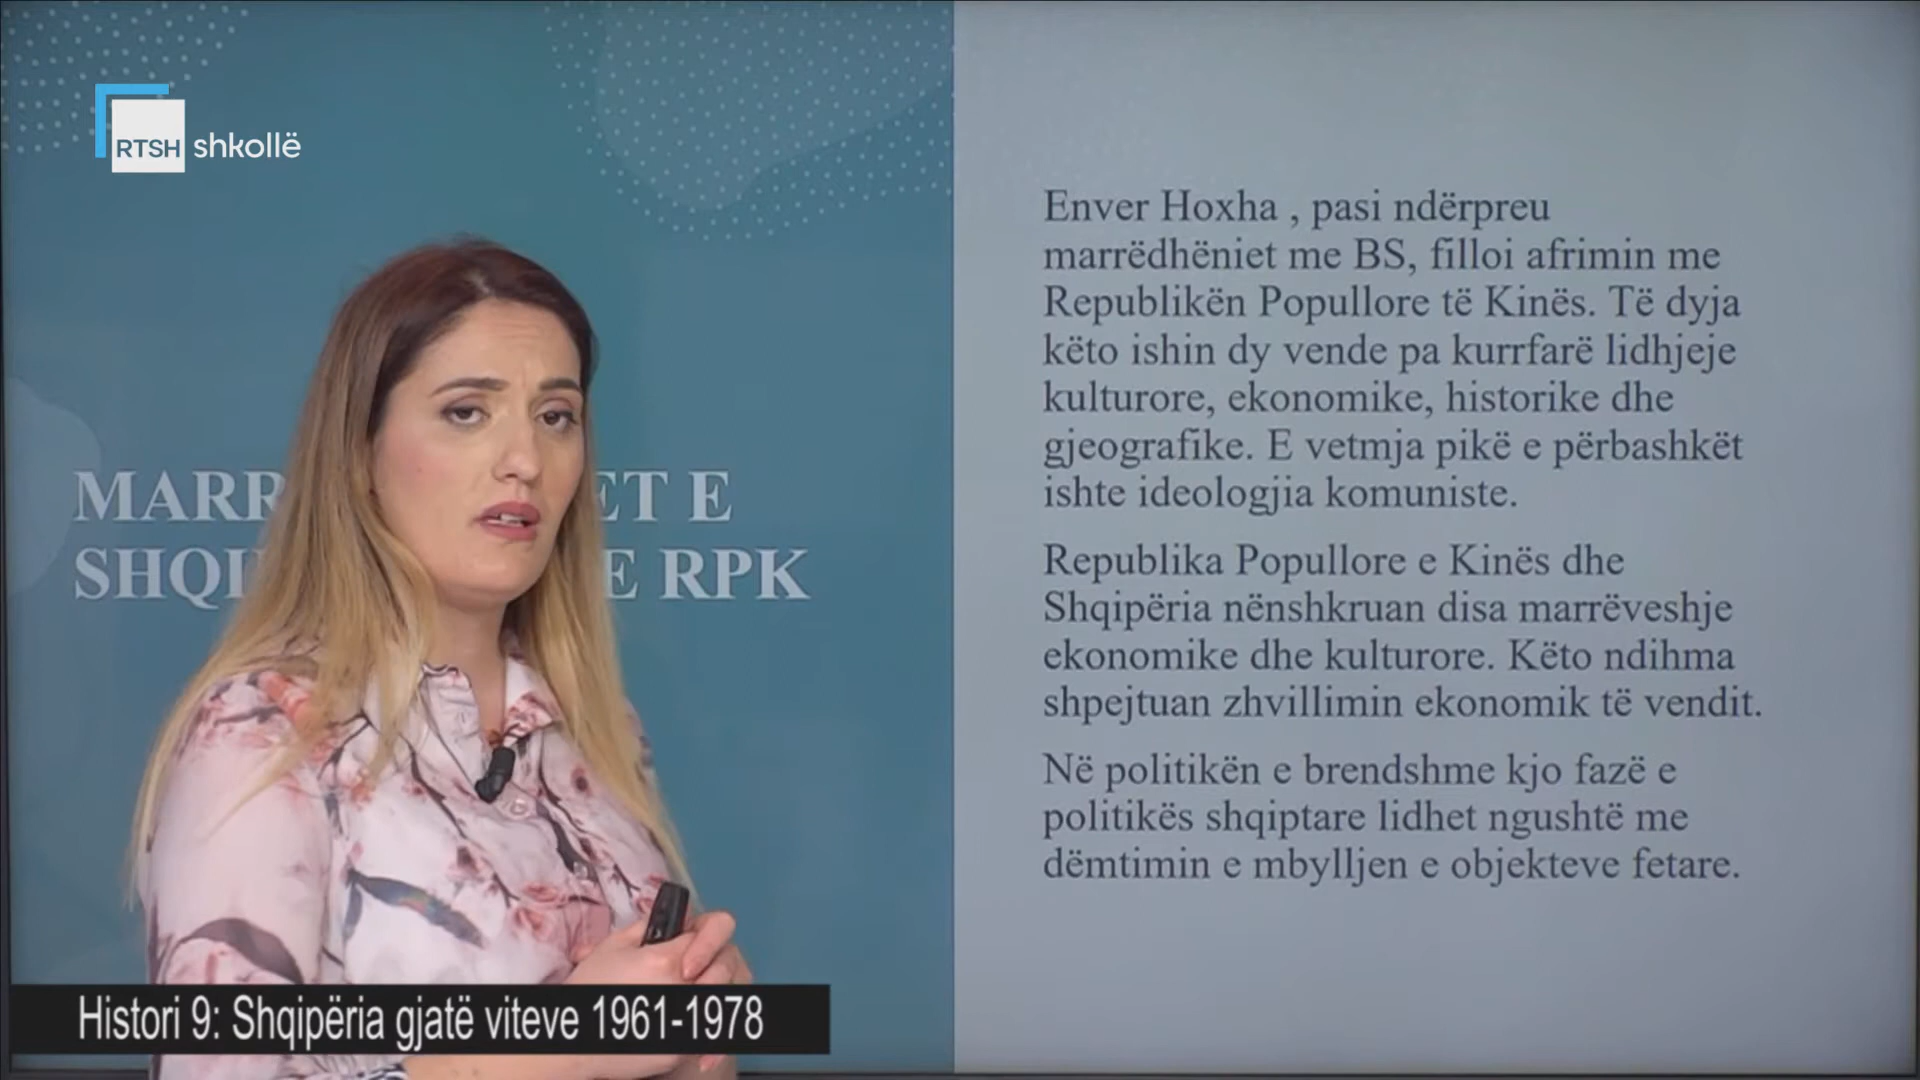 RTSH shkollë
MARR ET E
SHQI E RPK
Enver Hoxha , pasi ndërpreu
marrëdhëniet me BS, filloi afrimin me
Republikën Popullore të Kinës. Të dyja
këto ishin dy vende pa kurrfarë lidhjeje
kulturore, ekonomike, historike dhe
gjeografike. E vetmja pikë e përbashkët
ishte ideologjia komuniste.
Republika Popullore e Kinës dhe
Shqipëria nënshkruan disa marrëveshje
ekonomike dhe kulturore. Këto ndihma
shpejtuan zhvillimin ekonomik të vendit.
Në politikën e brendshme kjo fazë e
politikës shqiptare lidhet ngushtë me
dëmtimin e mbylljen e objekteve fetare.
Histori 9: Shqipëria gjatë viteve 1961-1978